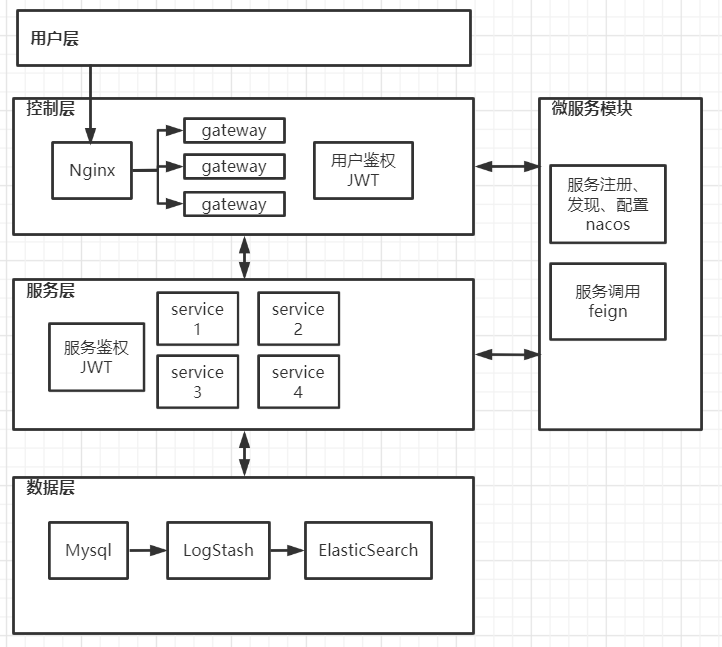 用户层
控制层
Nginx
gateway
gateway
gateway
用户鉴权
JWT
微服务模块
服务注册、
发现、配置
nacos
服务调用
feign
服务层
服务鉴权
JWT
service
1
service
2
service
3
service
4
数据层
Mysql
LogStash
ElasticSearch